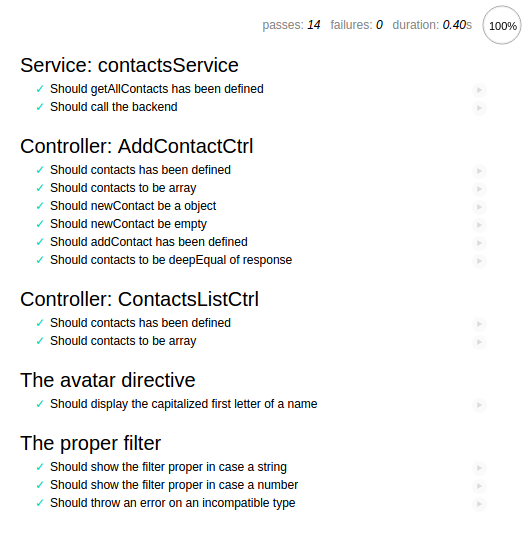 passes: 14 failures: 0 duration: 0.40s 100%
Service: contactsService
✓ Should getAllContacts has been defined
✓ Should call the backend
Controller: AddContactCtrl
✓ Should contacts has been defined
✓ Should contacts to be array
✓ Should newContact be a object
✓ Should newContact be empty
✓ Should addContact has been defined
✓ Should contacts to be deepEqual of response
Controller: ContactsListCtrl
✓ Should contacts has been defined
✓ Should contacts to be array
The avatar directive
✓ Should display the capitalized first letter of a name
The proper filter
✓ Should show the filter proper in case a string
✓ Should show the filter proper in case a number
✓ Should throw an error on an incompatible type